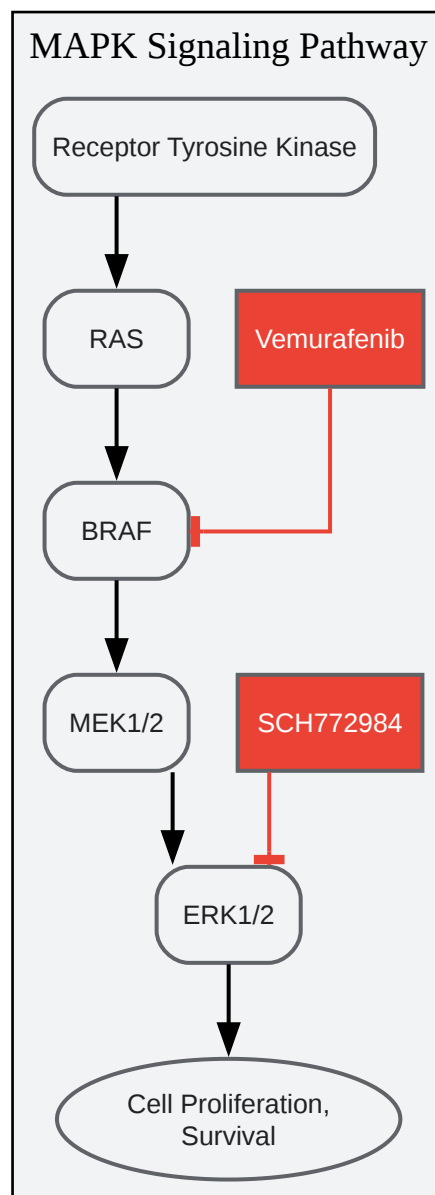 MAPK Signaling Pathway
Receptor Tyrosine Kinase
RAS
Vemurafenib
BRAF
MEK1/2
SCH772984
ERK1/2
Cell Proliferation,
Survival